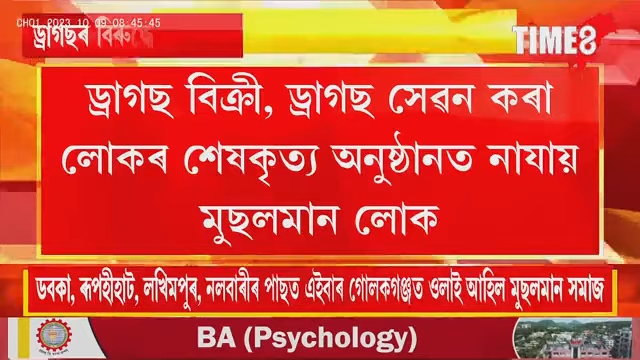 CH01 2023 10 09 08:45:45
ড্ৰাগছৰ বিৰুদ্ধে
TIME8
ড্ৰাগছ বিক্ৰী, ড্ৰাগছ সেৱন কৰা
লোকৰ শেষকৃত্য অনুষ্ঠানত নাযায়
মুছলমান লোক
ডবকা, ৰূপহীহাট, লখিমপুৰ, নলবাৰীৰ পাছত এইবাৰ গোলকগঞ্জত ওলাই আহিল মুছলমান সমাজ
BA (Psychology)